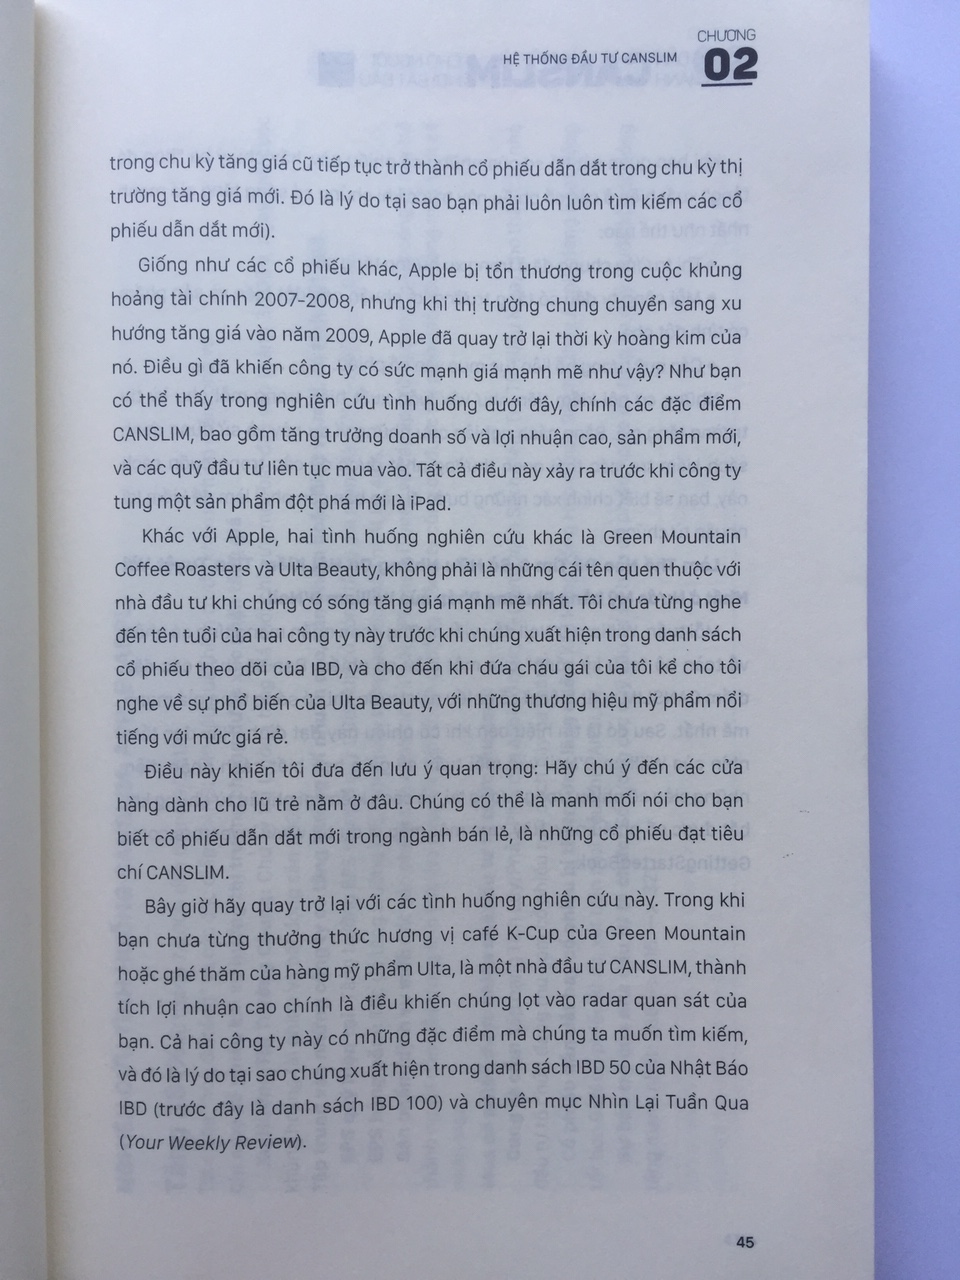 CHƯƠNG
HỆ THỐNG ĐẦU TƯ CANSLIM 02
trong chu kỳ tăng giá cũ tiếp tục trở thành cổ phiếu dẫn dắt trong chu kỳ thị
trường tăng giá mới. Đó là lý do tại sao bạn phải luôn luôn tìm kiếm các cổ
phiếu dẫn dắt mới).
Giống như các cổ phiếu khác, Apple bị tổn thương trong cuộc khủng
hoảng tài chính 2007-2008, nhưng khi thị trường chung chuyển sang xu
hướng tăng giá vào năm 2009, Apple đã quay trở lại thời kỳ hoàng kim của
nó. Điều gì đã khiến công ty có sức mạnh giá mạnh mẽ như vậy? Như bạn
có thể thấy trong nghiên cứu tình huống dưới đây, chính các đặc điểm
CANSLIM, bao gồm tăng trưởng doanh số và lợi nhuận cao, sản phẩm mới,
và các quỹ đầu tư liên tục mua vào. Tất cả điều này xảy ra trước khi công ty
tung một sản phẩm đột phá mới là iPad.
Khác với Apple, hai tình huống nghiên cứu khác là Green Mountain
Coffee Roasters và Ulta Beauty, không phải là những cái tên quen thuộc với
nhà đầu tư khi chúng có sóng tăng giá mạnh mẽ nhất. Tôi chưa từng nghe
đến tên tuổi của hai công ty này trước khi chúng xuất hiện trong danh sách
cổ phiếu theo dõi của IBD, và cho đến khi đứa cháu gái của tôi kể cho tôi
nghe về sự phổ biến của Ulta Beauty, với những thương hiệu mỹ phẩm nổi
tiếng với mức giá rẻ.
Điều này khiến tôi đưa đến lưu ý quan trọng: Hãy chú ý đến các cửa
hàng dành cho lũ trẻ nằm ở đâu. Chúng có thể là manh mối nói cho bạn
biết cổ phiếu dẫn dắt mới trong ngành bán lẻ, là những cổ phiếu đạt tiêu
chí CANSLIM.
Bây giờ hãy quay trở lại với các tình huống nghiên cứu này. Trong khi
bạn chưa từng thưởng thức hương vị café K-Cup của Green Mountain
hoặc ghé thăm của hàng mỹ phẩm Ulta, là một nhà đầu tư CANSLIM, thành
tích lợi nhuận cao chính là điều khiến chúng lọt vào radar quan sát của
bạn. Cả hai công ty này có những đặc điểm mà chúng ta muốn tìm kiếm,
và đó là lý do tại sao chúng xuất hiện trong danh sách IBD 50 của Nhật Báo
IBD (trước đây là danh sách IBD 100) và chuyên mục Nhìn Lại Tuần Qua
(Your Weekly Review).
45